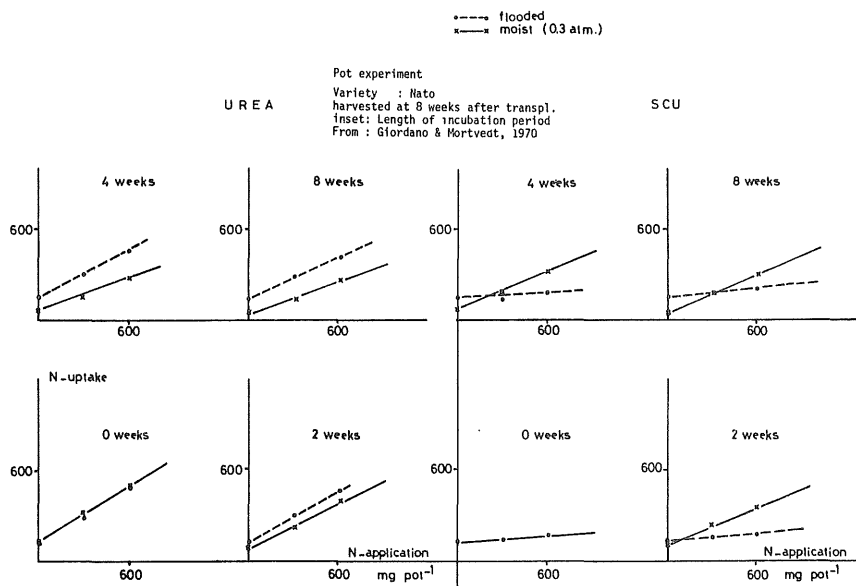 flooded
moist (0.3 atm.)
Pot experiment
Variety : Nato
harvested at 8 weeks after transpl.
inset: Length of incubation period
From : Giordano & Mortvedt, 1970
UREA
SCU
4 weeks
8 weeks
4 weeks
8 weeks
600
600
600
600
600
600
600
600
N-uptake
0 weeks
2 weeks
0 weeks
2 weeks
600
600
600
600
N-application
N-application
600
600
600
600
mg pot-1
mg pot-1